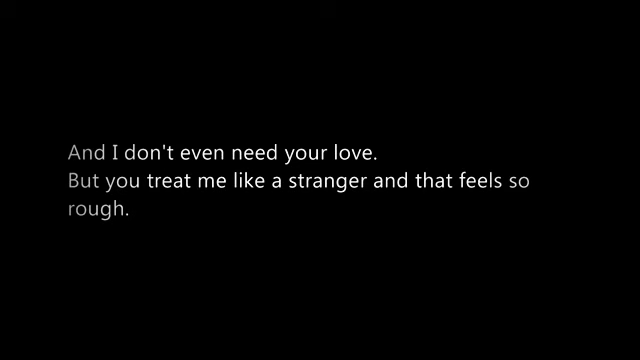 And I don't even need your love.
But you treat me like a stranger and that feels so
rough.